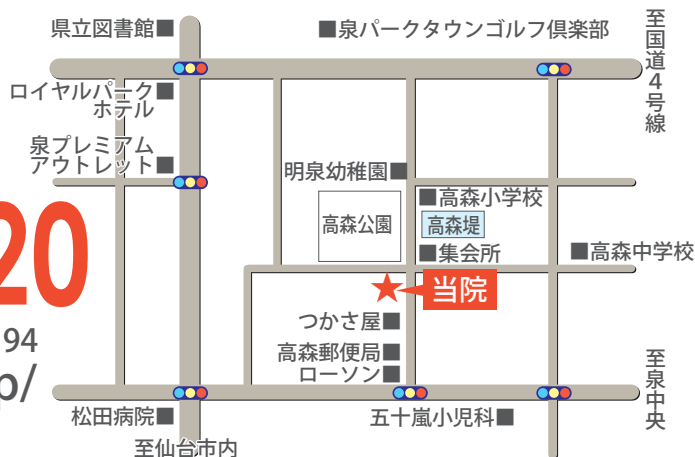 県立図書館■
■泉パークタウンゴルフ倶楽部
至国道4号線
ロイヤルパーク■
ホテル
泉プレミアム
アウトレット■
明泉幼稚園■
■高森小学校
高森公園
高森堤
■集会所
■高森中学校
20
当院
つかさ屋■
94
高森郵便局■
ローソン■
p/
至泉中央
松田病院■
五十嵐小児科■
至仙台市内